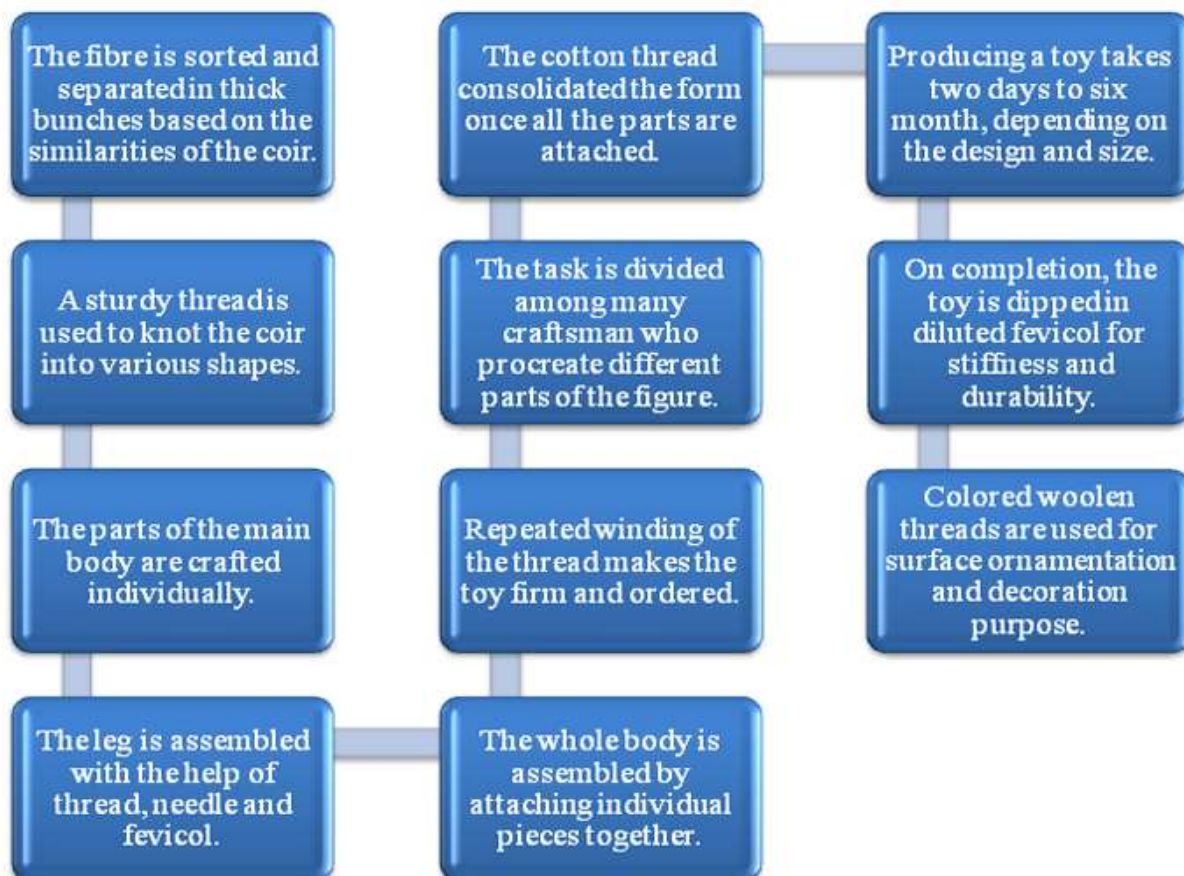 The fibre is sorted and
separated in thick
bunches based on the
similarities of the coir.
A sturdy thread is
used to knot the coir
into various shapes.
The parts of the main
body are crafted
individually.
The leg is assembled
with the help of
thread, needle and
fevicol.
The whole body is
assembled by
attaching individual
pieces together.
Repeated winding of
the thread makes the
toy firm and ordered.
The task is divided
among many
craftsman who
procreate different
parts of the figure.
The cotton thread
consolidated the form
once all the parts are
attached.
Producing a toy takes
two days to six
month, depending on
the design and size.
On completion, the
toy is dipped in
diluted fevicol for
stiffness and
durability.
Colored woolen
threads are used for
surface ornamentation
and decoration
purpose.